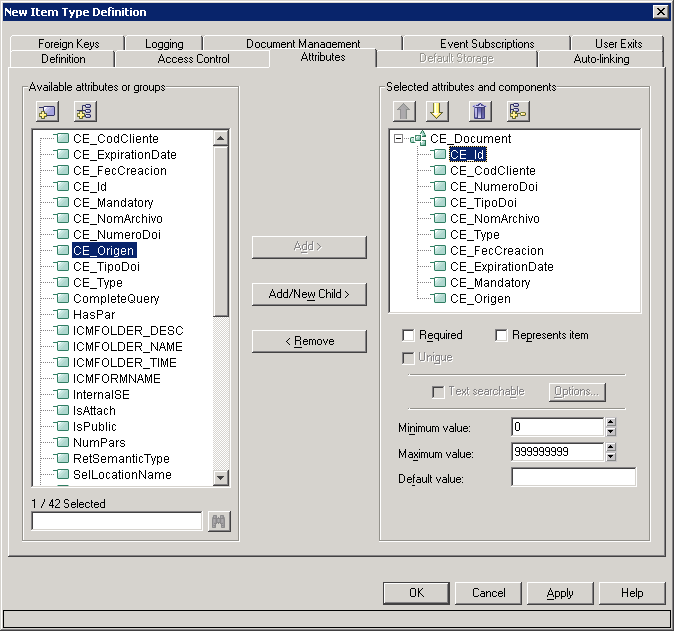 New Item Type Definition
Foreign Keys
Logging
Document Management
Event Subscriptions
User Exits
Definition
Access Control
Attributes
Default Storage
Auto-linking
Available attributes or groups
CE_CodCliente
CE_ExpirationDate
CE_FecCreacion
CE_Id
CE_Mandatory
CE_NomArchivo
CE_NumeroDoi
CE_Origen
CE_TipoDoi
CE_Type
CompleteQuery
HasPar
ICMFOLDER_DESC
ICMFOLDER_NAME
ICMFOLDER_TIME
ICMFORMNAME
InternalSE
IsAttach
IsPublic
NumPars
RetSemanticType
SelLocationName
1 / 42 Selected
Add >
Add/New Child >
< Remove
Selected attributes and components
CE_Document
CE_Id
CE_CodCliente
CE_NumeroDoi
CE_TipoDoi
CE_NomArchivo
CE_Type
CE_FecCreacion
CE_ExpirationDate
CE_Mandatory
CE_Origen
Required
Represents item
Unique
Text searchable
Options...
Minimum value:
0
Maximum value:
999999999
Default value:
OK
Cancel
Apply
Help